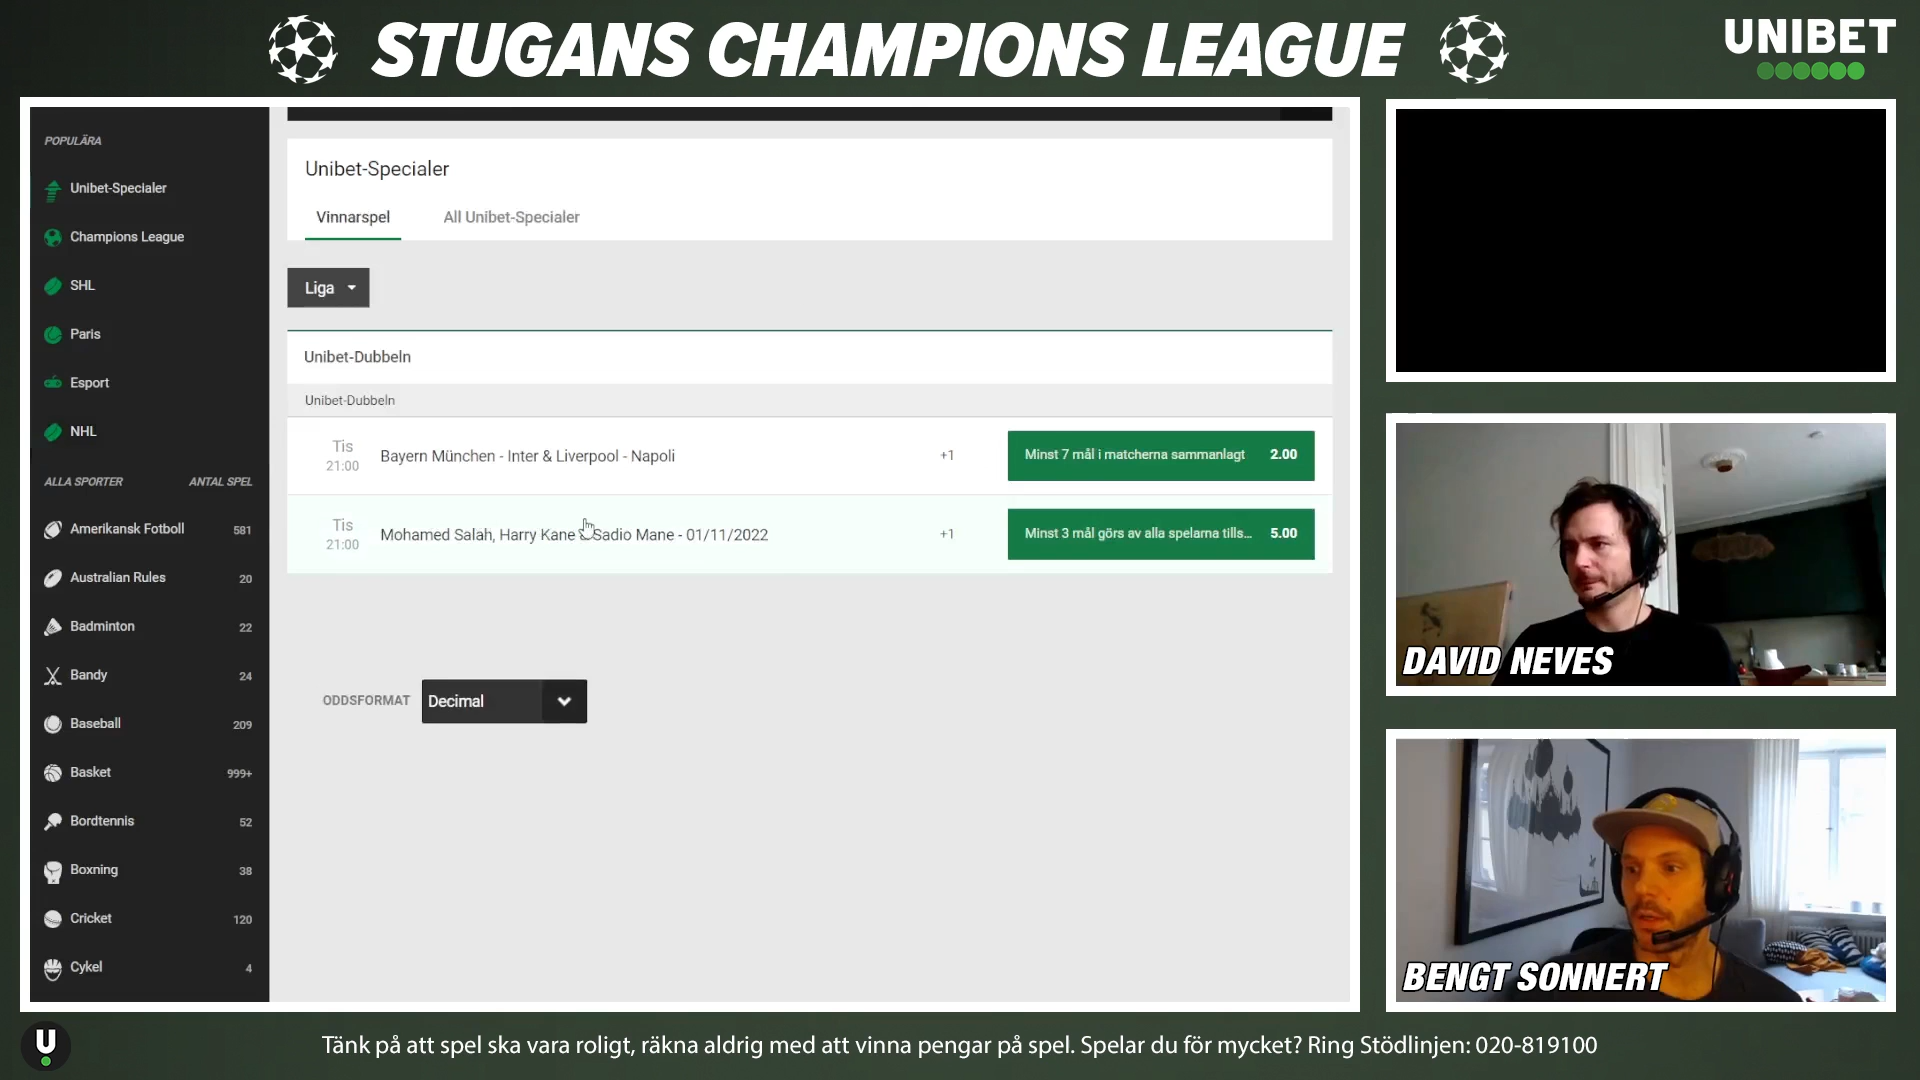 STUGANS CHAMPIONS LEAGUE
UNIBET
POPULÄRA
Unibet-Specialer
Champions League
SHL
Paris
Esport
NHL
ALLA SPORTER ANTAL SPEL
Amerikansk Fotboll 581
Australian Rules 20
Badminton 22
Bandy 24
Baseball 209
Basket 999+
Bordtennis 52
Boxning 38
Cricket 120
Cykel 4
Unibet-Specialer
Vinnarspel All Unibet-Specialer
Liga
Unibet-Dubbeln
Unibet-Dubbeln
Tis
21:00
Bayern München - Inter & Liverpool - Napoli
+1
Minst 7 mål i matcherna sammanlagt 2.00
Tis
21:00
Mohamed Salah, Harry Kane Sadio Mane - 01/11/2022
+1
Minst 3 mål görs av alla spelarna tills... 5.00
ODDSFORMAT Decimal
DAVID NEVES
BENGT SONNERT
U
Tänk på att spel ska vara roligt, räkna aldrig med att vinna pengar på spel. Spelar du för mycket? Ring Stödlinjen: 020-819100